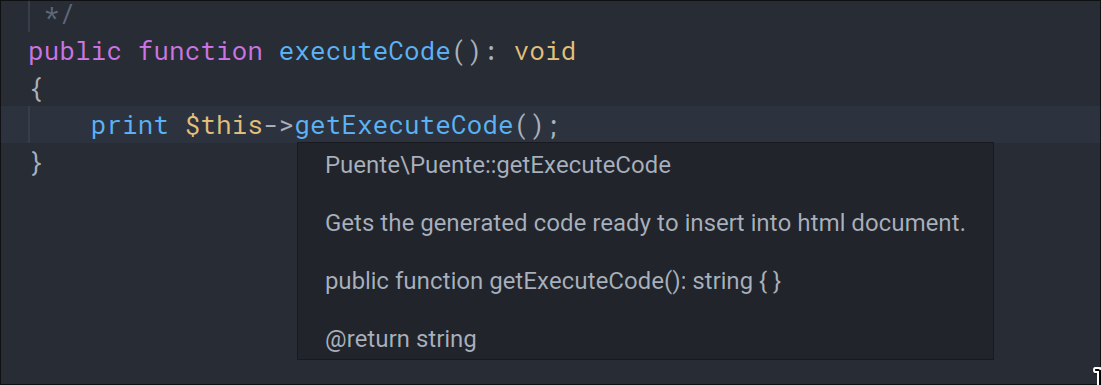 */
public function executeCode(): void
{
print $this->getExecuteCode();
}
Puente\Puente::getExecuteCode
Gets the generated code ready to insert into html document.
public function getExecuteCode(): string { }
@return string